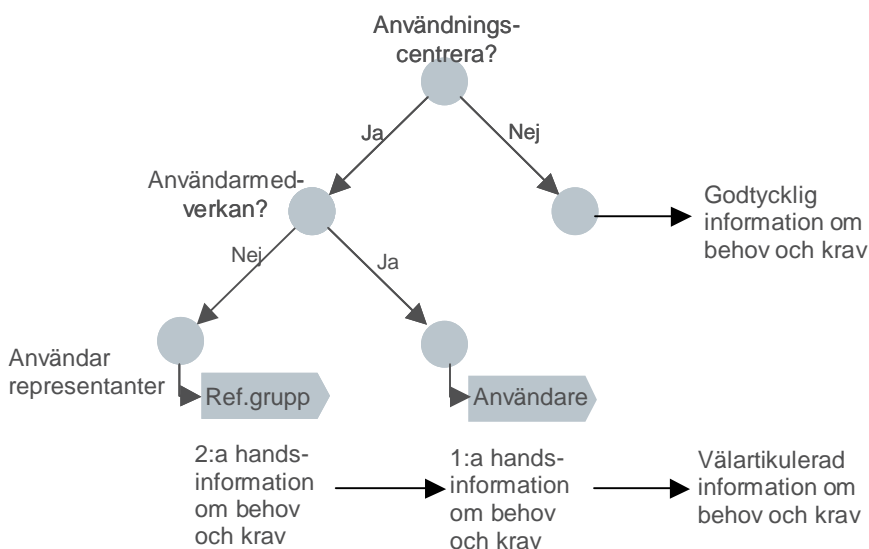 Användnings-
centrera?
Ja
Nej
Användarmed-
verkan?
Godtycklig
information om
behov och krav
Nej
Ja
Användar
representanter
Ref.grupp
Användare
2:a hands-
information
om behov
och krav
1:a hands-
information
om behov
och krav
Välartikulerad
information om
behov och krav